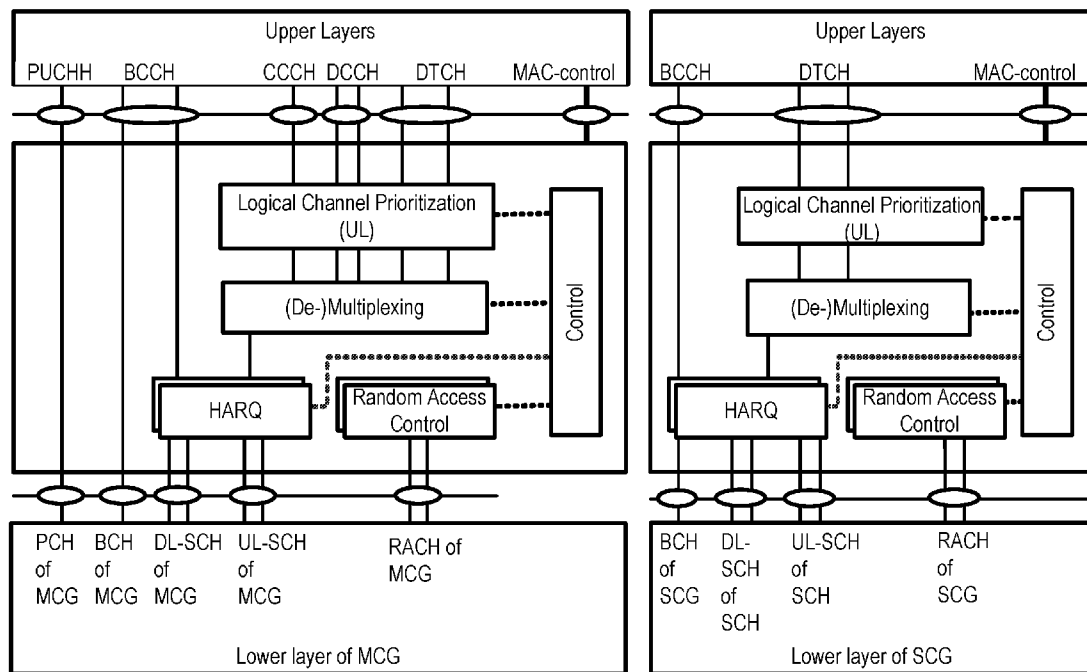 Upper Layers
PUCHH BCCH CCCH DCCH DTCH MAC-control
Logical Channel Prioritization
(UL)
(De-)Multiplexing
Control
HARQ
Random Access
Control
PCH
of
MCG
BCH
of
MCG
DL-SCH
of
MCG
UL-SCH
of
MCG
RACH of
MCG
Lower layer of MCG
Upper Layers
BCCH DTCH MAC-control
Logical Channel Prioritization
(UL)
(De-)Multiplexing
Control
HARQ
Random Access
Control
BCH
of
SCG
DL-
SCH
of
SCH
UL-SCH
of
SCH
RACH
of
SCG
Lower layer of SCG